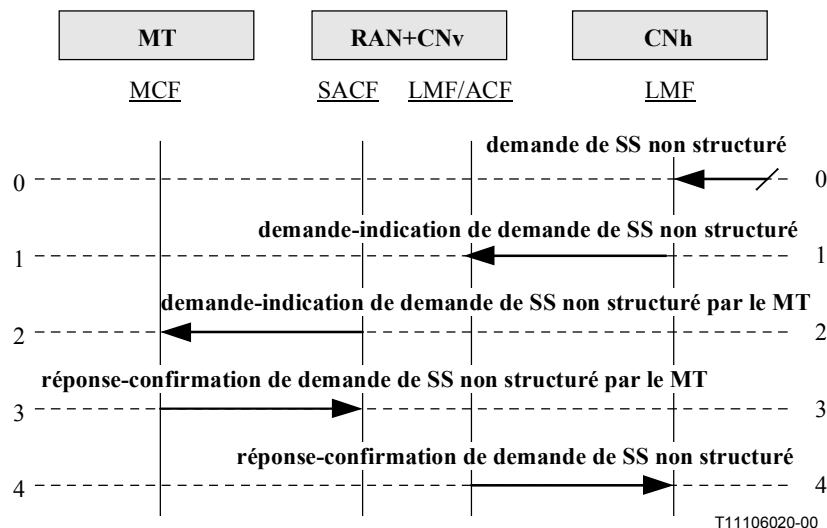 MT RAN+CNv CNh
MCF SACF LMF/ACF LMF
demande de SS non structuré
0 0
demande-indication de demande de SS non structuré
1 1
demande-indication de demande de SS non structuré par le MT
2 2
réponse-confirmation de demande de SS non structuré par le MT
3 3
réponse-confirmation de demande de SS non structuré
4 4
T11106020-00